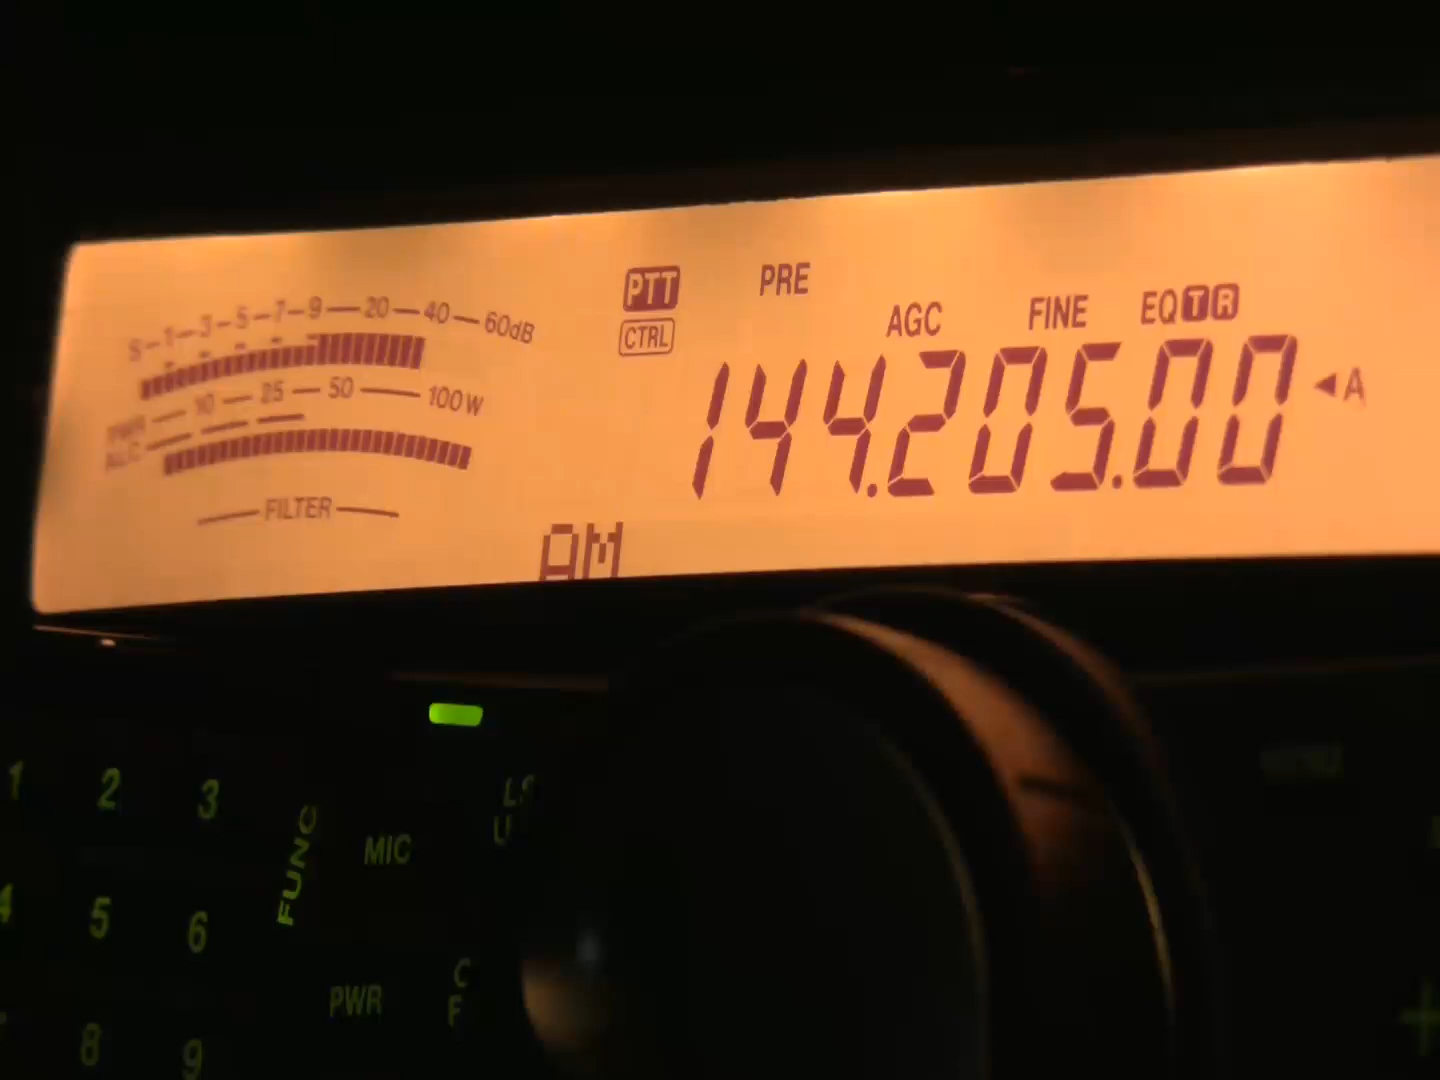 S-1-3-5-7-9-20-40-60dB
PTT PRE
CTRL AGC FINE EQ T R
PWR 10 25 50 100W
ALC
144.205.00 ◄A
FILTER
AM
1 2 3
FUNC MIC
4 5 6
PWR
8 9
MENU